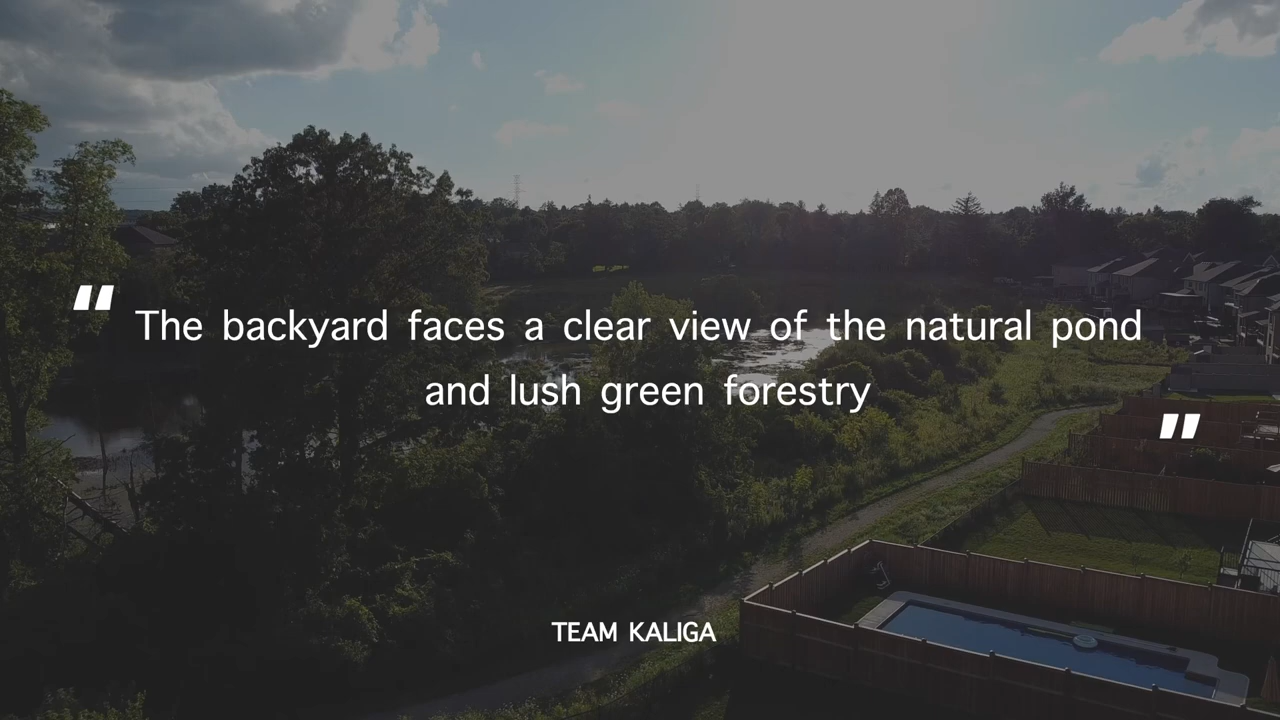 " The backyard faces a clear view of the natural pond
and lush green forestry "
TEAM KALIGA